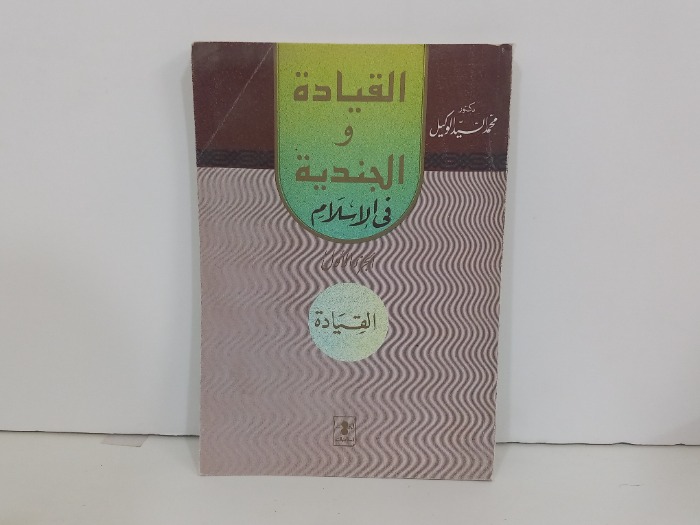 القيادة
و
الجندية
في الإسلام
دكتور
محمد السيد الوكيل
الجزء الأول
القيادة